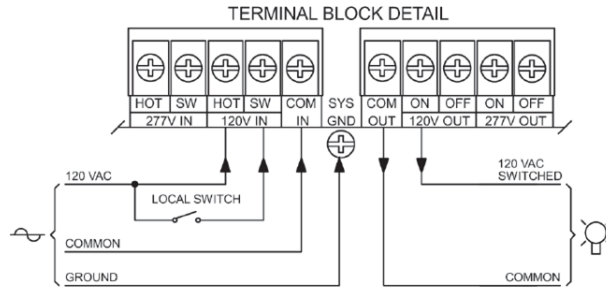 TERMINAL BLOCK DETAIL
HOT SW HOT SW COM SYS COM ON OFF ON OFF
277V IN 120V IN IN GND OUT 120V OUT 277V OUT
120 VAC
LOCAL SWITCH
COMMON
GROUND
120 VAC
SWITCHED
COMMON